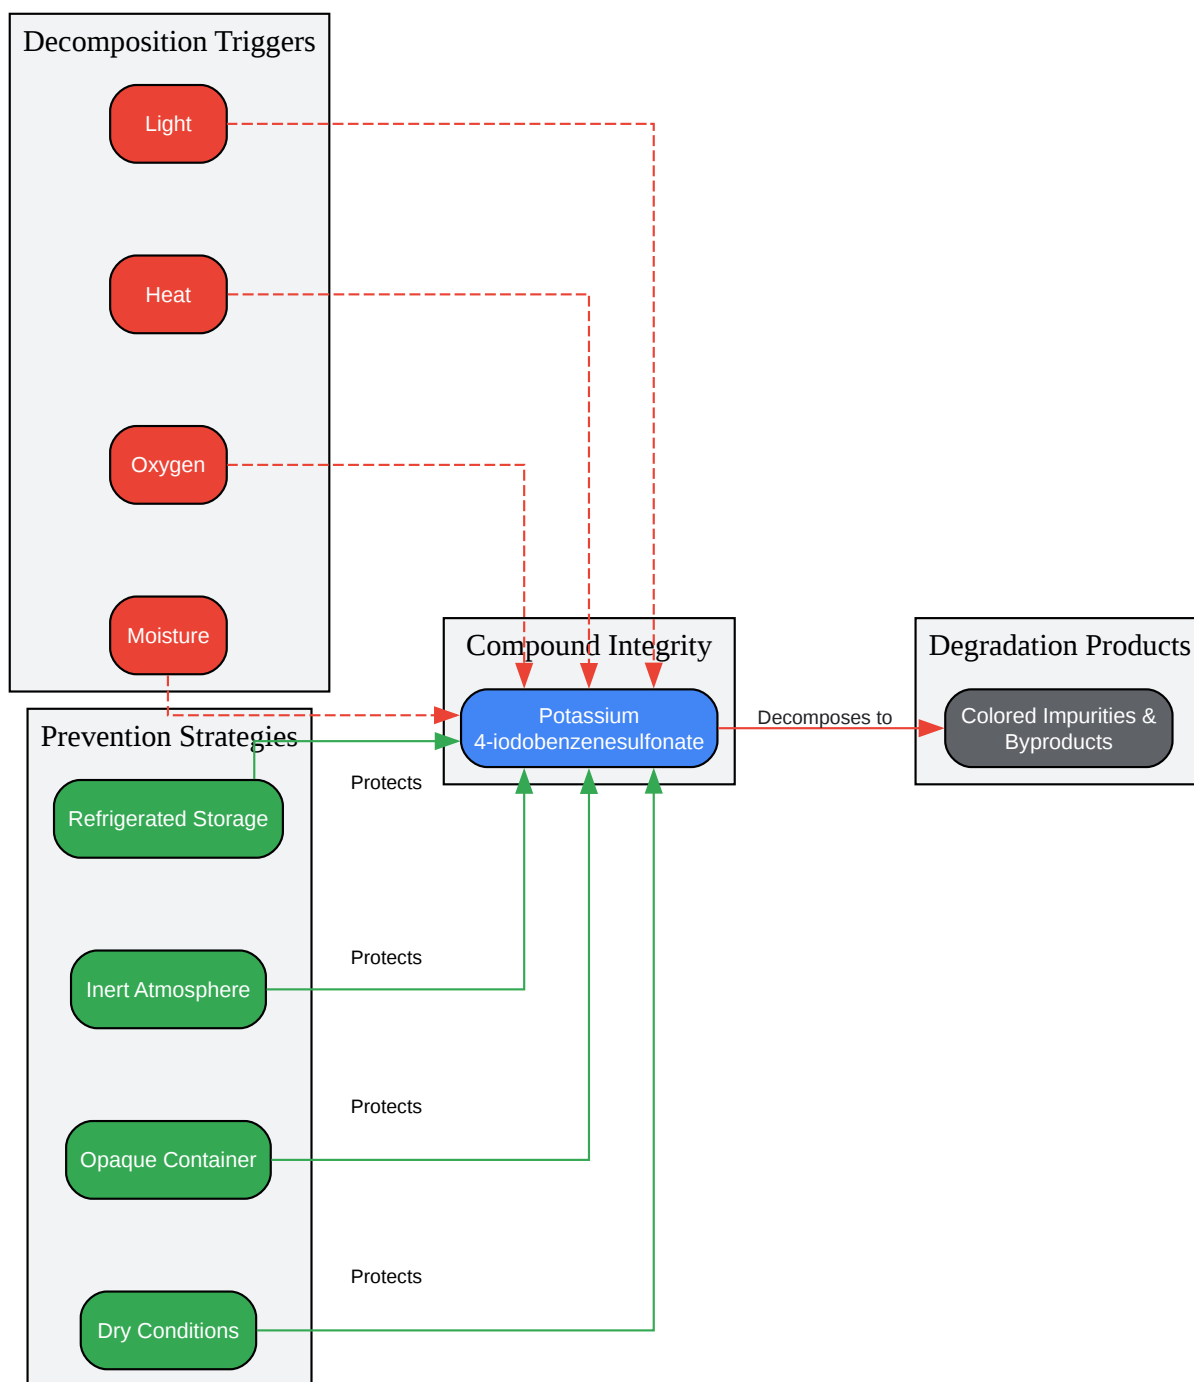 Decomposition Triggers
Light
Heat
Oxygen
Moisture
Compound Integrity
Potassium
4-iodobenzenesulfonate
Decomposes to
Degradation Products
Colored Impurities &
Byproducts
Prevention Strategies
Refrigerated Storage
Protects
Inert Atmosphere
Protects
Opaque Container
Protects
Dry Conditions
Protects